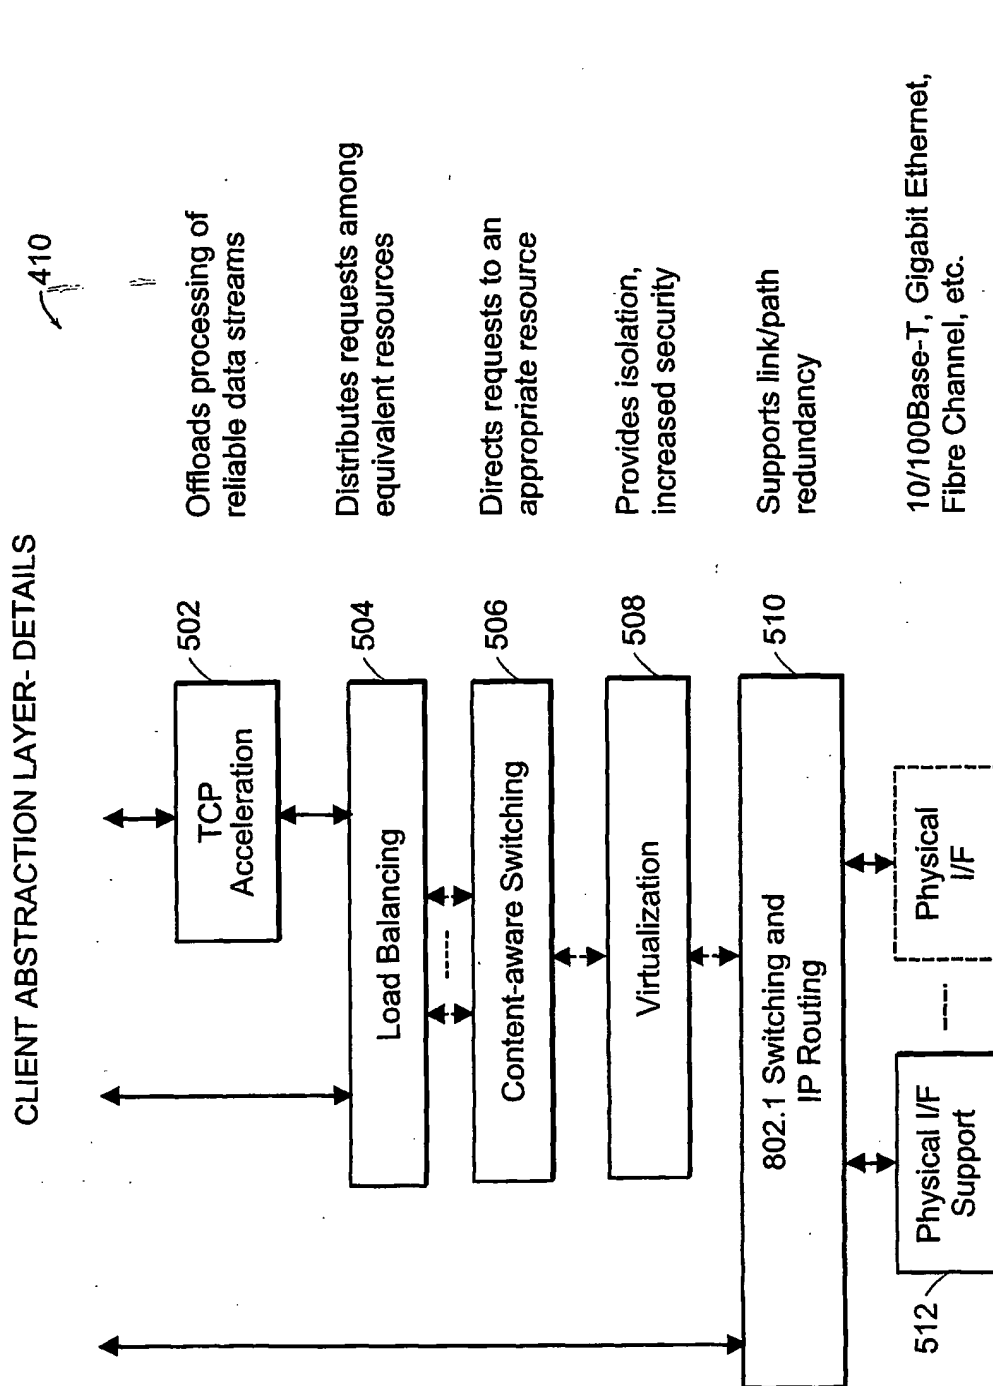 CLIENT ABSTRACTION LAYER- DETAILS
410
TCP
Acceleration
502
Offloads processing of
reliable data streams
Load Balancing
504
Distributes requests among
equivalent resources
Content-aware Switching
506
Directs requests to an
appropriate resource
Virtualization
508
Provides isolation,
increased security
802.1 Switching and
IP Routing
510
Supports link/path
redundancy
512
Physical I/F
Support
Physical
I/F
10/100Base-T, Gigabit Ethernet,
Fibre Channel, etc.